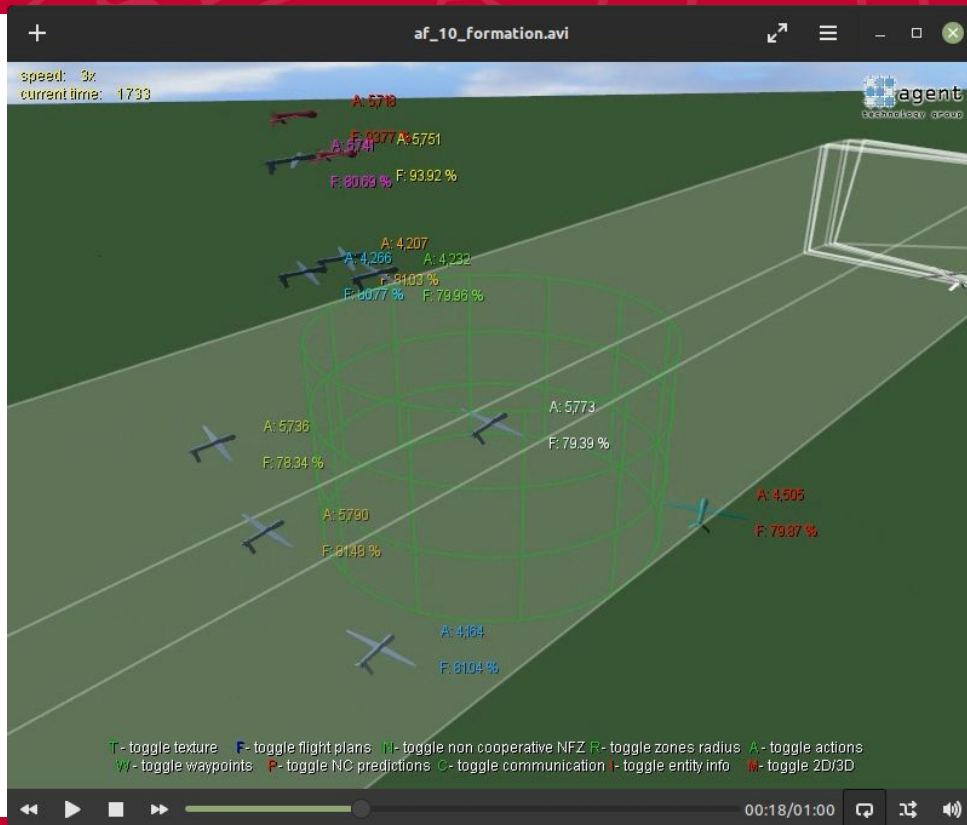 af_10_formation.avi
speed: 3x
current time: 1733
agent
technology group
A: 5,718
F: 93.77 %
A: 5,741
A: 5,751
F: 80.69 %
F: 93.92 %
A: 4,207
A: 4,266
A: 4,232
F: 81.03 %
F: 80.77 %
F: 79.96 %
A: 5,773
F: 79.39 %
A: 5,736
F: 78.34 %
A: 4,505
F: 79.87 %
A: 5,790
F: 81.48 %
A: 4,164
F: 81.04 %
T - toggle texture F - toggle flight plans N - toggle non cooperative NFZ R - toggle zones radius A - toggle actions
W - toggle waypoints P - toggle NC predictions C - toggle communication I - toggle entity info M - toggle 2D/3D
00:18/01:00